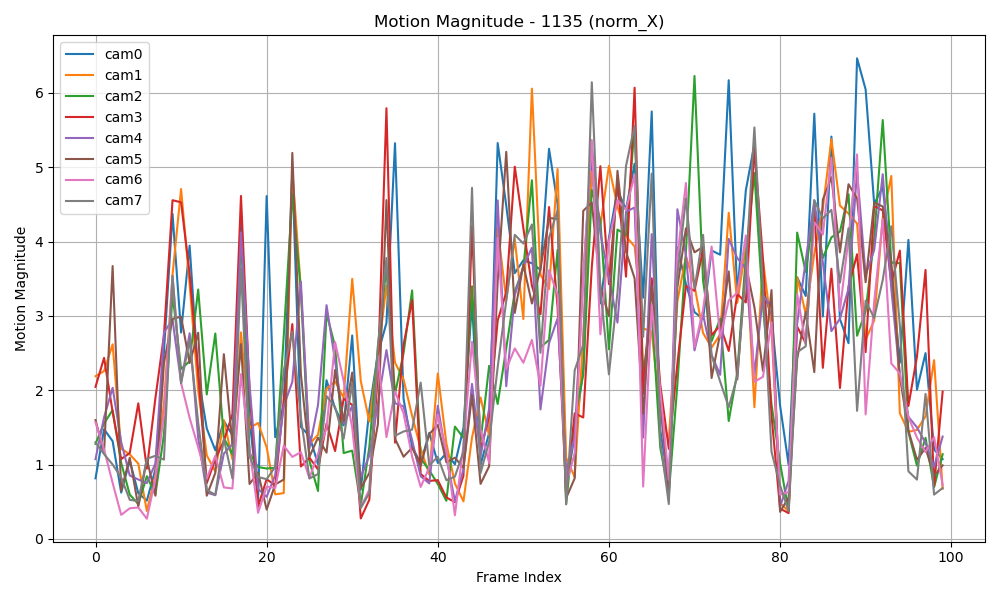 Motion Magnitude - 1135 (norm_X)
cam0
cam1
cam2
cam3
cam4
cam5
cam6
cam7
Motion Magnitude
6
5
4
3
2
1
0
0 20 40 60 80 100
Frame Index